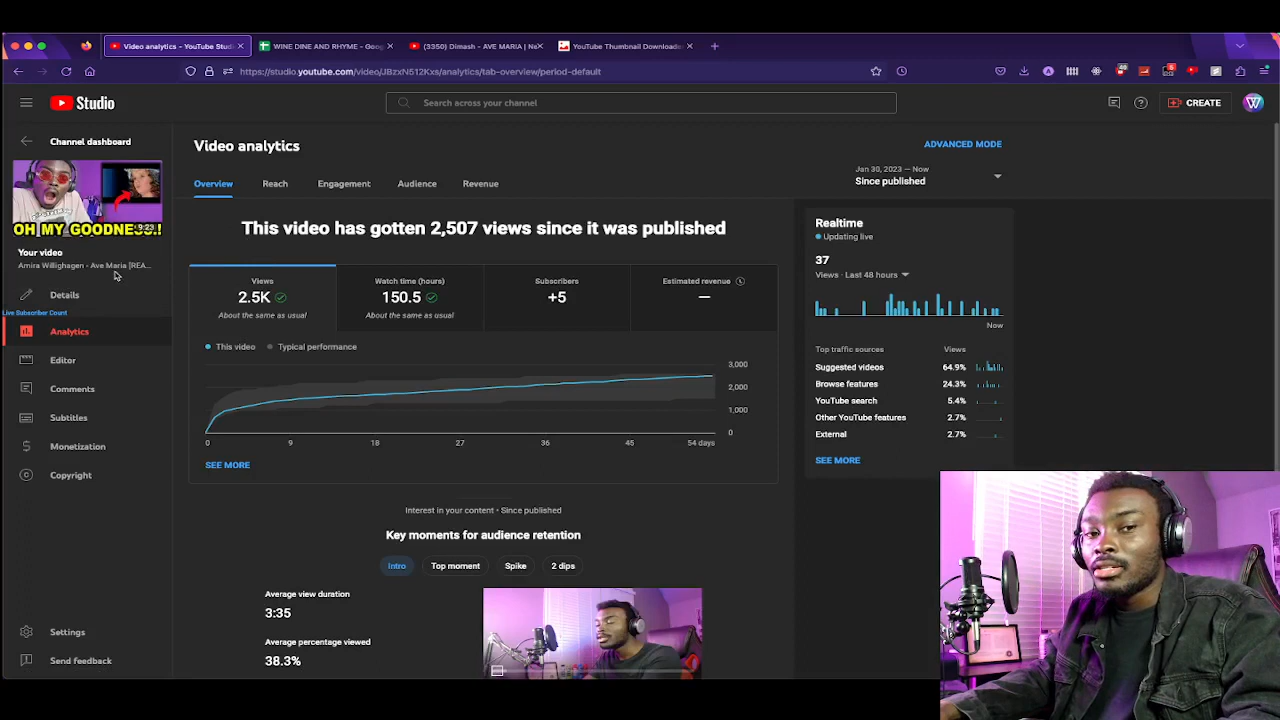 Video analytics – YouTube Studi
WINE DINE AND RHYME – Goog
(3350) Dimash - AVE MARIA | Ne
YouTube Thumbnail Downloader
https://studio.youtube.com/video/JBzxN512Kxs/analytics/tab-overview/period-default
Studio
Search across your channel
CREATE
Channel dashboard
OH MY GOODNESS.!
9:23
Your video
Amira Willighagen - Ave Maria [REA...
Details
Live Subscriber Count
Analytics
Editor
Comments
Subtitles
Monetization
Copyright
Settings
Send feedback
Video analytics
ADVANCED MODE
Overview
Reach
Engagement
Audience
Revenue
Jan 30, 2023 — Now
Since published
This video has gotten 2,507 views since it was published
Views
2.5K
About the same as usual
Watch time (hours)
150.5
About the same as usual
Subscribers
+5
Estimated revenue
—
This video
Typical performance
3,000
2,000
1,000
0
0
9
18
27
36
45
54 days
SEE MORE
Interest in your content • Since published
Key moments for audience retention
Intro
Top moment
Spike
2 dips
Average view duration
3:35
Average percentage viewed
38.3%
Realtime
Updating live
37
Views · Last 48 hours
Now
Top traffic sources
Views
Suggested videos
64.9%
Browse features
24.3%
YouTube search
5.4%
Other YouTube features
2.7%
External
2.7%
SEE MORE